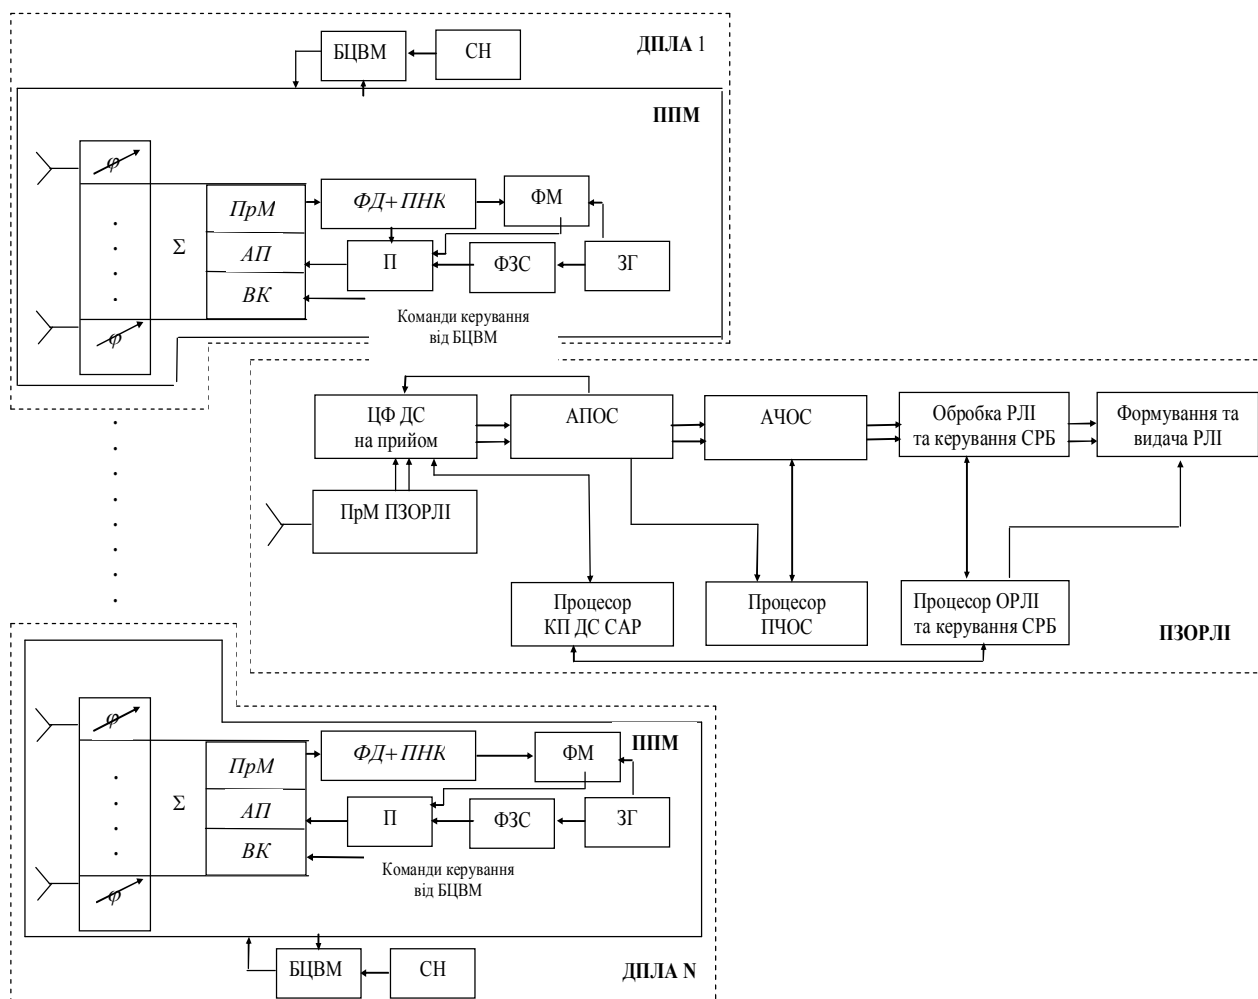 ДПЛА 1
БЦВМ
СН
ППМ
φ
ПрМ
ФД+ПНК
ФМ
Σ
АП
П
ФЗС
ЗГ
ВК
Команди керування
від БЦВМ
φ
ЦФ ДС
на прийом
АПОС
АЧОС
Обробка РЛІ
та керування СРБ
Формування та
видача РЛІ
ПрМ ПЗОРЛІ
Процесор
КП ДС САР
Процесор
ПЧОС
Процесор ОРЛІ
та керування СРБ
ПЗОРЛІ
φ
ППМ
ПрМ
ФД+ПНК
ФМ
Σ
АП
П
ФЗС
ЗГ
ВК
Команди керування
від БЦВМ
φ
БЦВМ
СН
ДПЛА N